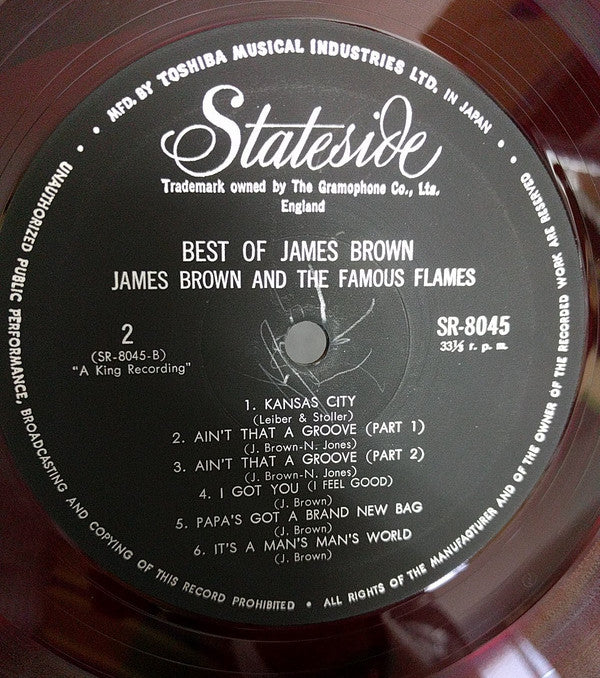 MFD. BY TOSHIBA MUSICAL INDUSTRIES LTD. IN JAPAN
Stateside
Trademark owned by The Gramophone Co., Lts.
England
BEST OF JAMES BROWN
JAMES BROWN AND THE FAMOUS FLAMES
2
(SR-8045-B)
"A King Recording"
SR-8045
33⅓ r. p. m.
1. KANSAS CITY
(Leiber & Stoller)
2. AIN'T THAT A GROOVE (PART 1)
(J. Brown-N. Jones)
3. AIN'T THAT A GROOVE (PART 2)
(J. Brown-N. Jones)
4. I GOT YOU (I FEEL GOOD)
(J. Brown)
5. PAPA'S GOT A BRAND NEW BAG
(J. Brown)
6. IT'S A MAN'S MAN'S WORLD
(J. Brown)
UNAUTHORIZED PUBLIC PERFORMANCE, BROADCASTING AND COPYING OF THIS RECORD PROHIBITED • ALL RIGHTS OF THE MANUFACTURER AND OF THE OWNER OF THE RECORDED WORK ARE RESERVED